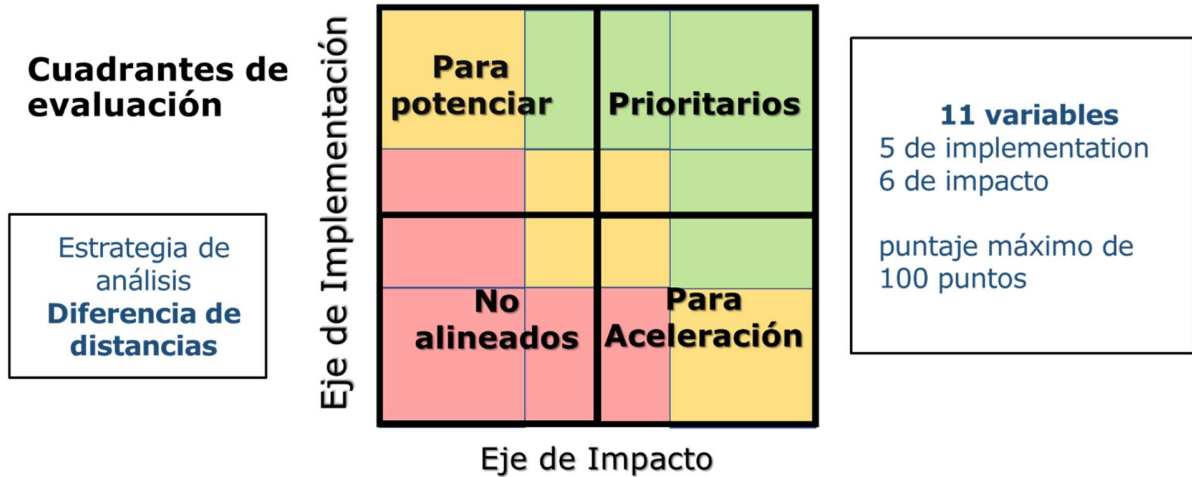 Cuadrantes de
evaluación
Estrategia de
análisis
Diferencia de
distancias
Eje de Implementación
Para
potenciar
Prioritarios
No
alineados
Para
Aceleración
Eje de Impacto
11 variables
5 de implementation
6 de impacto
puntaje máximo de
100 puntos